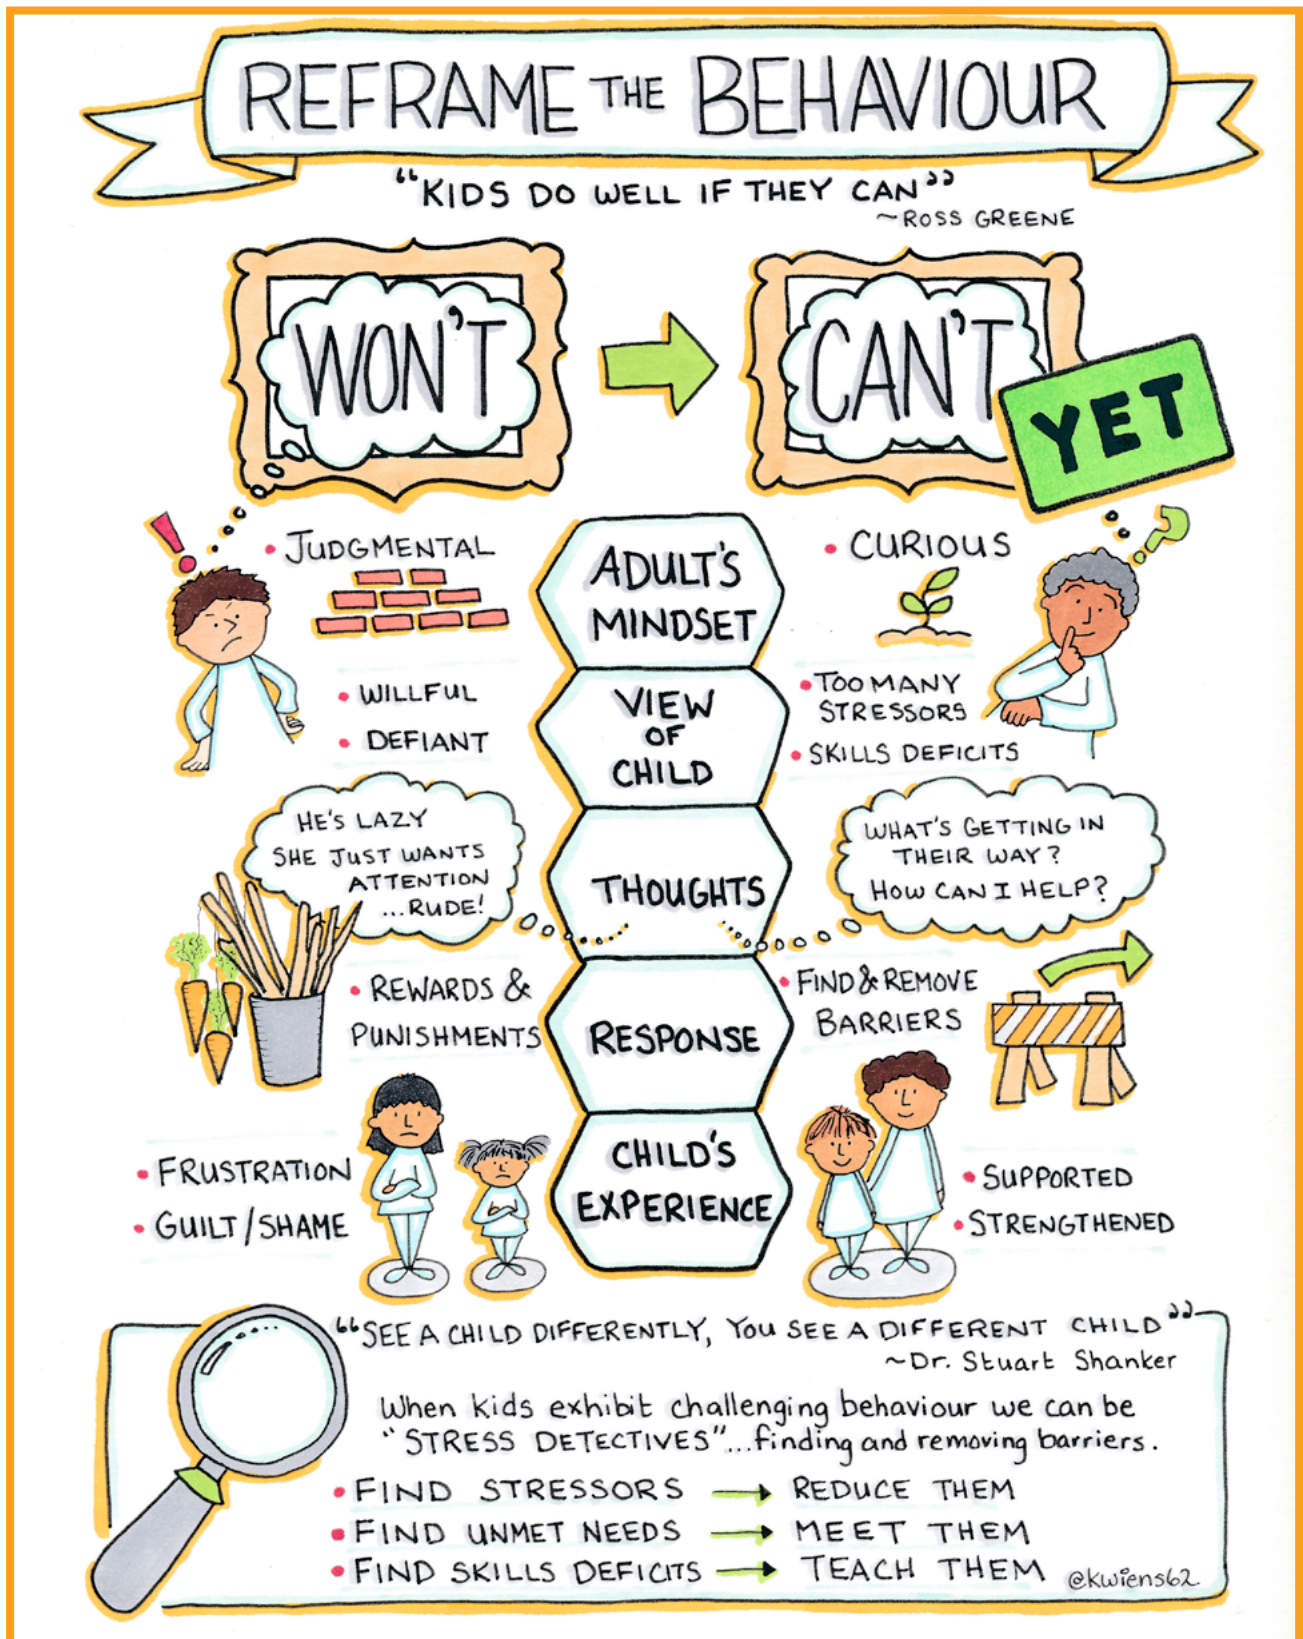 REFRAME THE BEHAVIOUR
"KIDS DO WELL IF THEY CAN"
~ROSS GREENE
WON'T
CAN'T
YET
!
?
• JUDGMENTAL
ADULT'S
MINDSET
• CURIOUS
• WILLFUL
• DEFIANT
VIEW
OF
CHILD
• TOO MANY
STRESSORS
• SKILLS DEFICITS
HE'S LAZY
SHE JUST WANTS
ATTENTION
...RUDE!
THOUGHTS
WHAT'S GETTING IN
THEIR WAY?
HOW CAN I HELP?
• REWARDS &
PUNISHMENTS
RESPONSE
• FIND & REMOVE
BARRIERS
• FRUSTRATION
• GUILT/SHAME
CHILD'S
EXPERIENCE
• SUPPORTED
• STRENGTHENED
"SEE A CHILD DIFFERENTLY, YOU SEE A DIFFERENT CHILD"
~Dr. Stuart Shanker
When kids exhibit challenging behaviour we can be
"STRESS DETECTIVES"...finding and removing barriers.
• FIND STRESSORS → REDUCE THEM
• FIND UNMET NEEDS → MEET THEM
• FIND SKILLS DEFICITS → TEACH THEM
@kwiens62